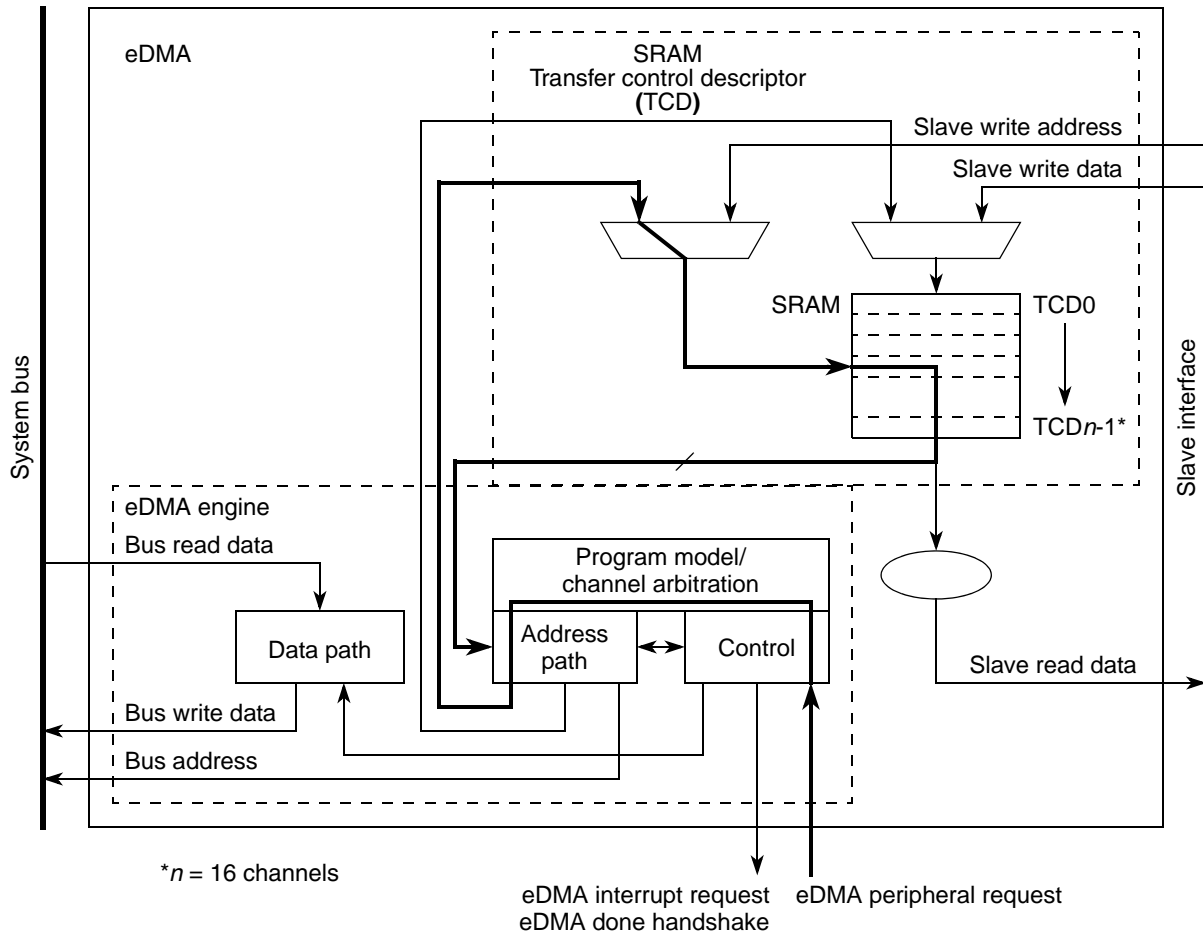 eDMA
SRAM
Transfer control descriptor
(TCD)
Slave write address
Slave write data
SRAM
TCD0
TCDn-1*
System bus
Slave interface
eDMA engine
Bus read data
Program model/
channel arbitration
Data path
Address
path
Control
Slave read data
Bus write data
Bus address
*n = 16 channels
eDMA interrupt request
eDMA done handshake
eDMA peripheral request